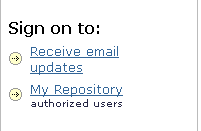 Sign on to:
Receive email
updates
My Repository
authorized users